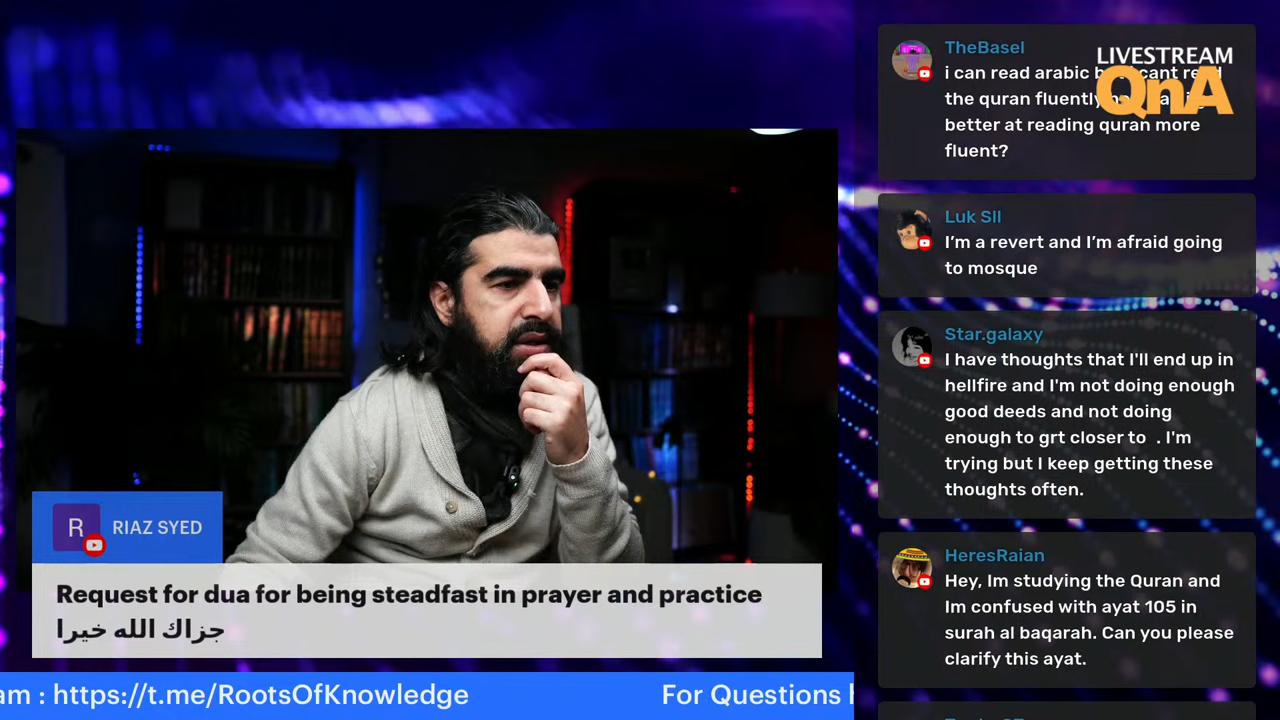 TheBasel
i can read arabic
the quran fluently
better at reading quran more
fluent?
LIVESTREAM
QnA
Luk Sil
I’m a revert and I’m afraid going
to mosque
Star.galaxy
I have thoughts that I'll end up in
hellfire and I'm not doing enough
good deeds and not doing
enough to grt closer to . I'm
trying but I keep getting these
thoughts often.
HeresRaian
Hey, Im studying the Quran and
Im confused with ayat 105 in
surah al baqarah. Can you please
clarify this ayat.
R
RIAZ SYED
Request for dua for being steadfast in prayer and practice
جزاك الله خيرا
am : https://t.me/RootsOfKnowledge
For Questions